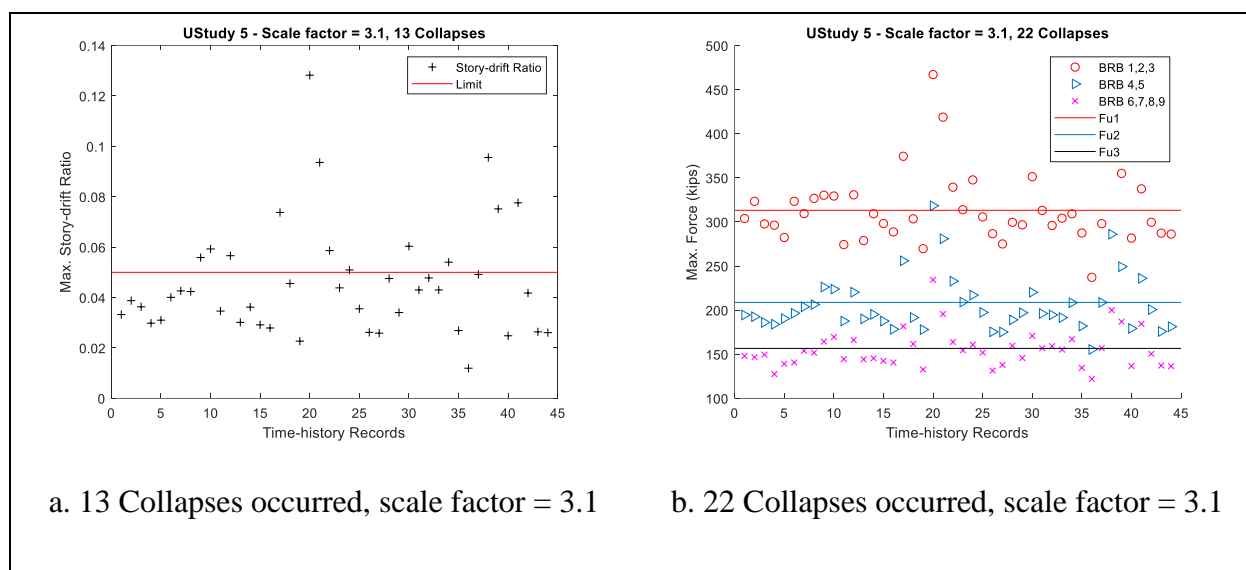 UStudy 5 - Scale factor = 3.1, 13 Collapses
0.14
0.12
0.1
0.08
0.06
0.04
0.02
0
Max. Story-drift Ratio
Story-drift Ratio
Limit
0 5 10 15 20 25 30 35 40 45
Time-history Records
UStudy 5 - Scale factor = 3.1, 22 Collapses
500
450
400
350
300
250
200
150
100
Max. Force (kips)
BRB 1,2,3
BRB 4,5
BRB 6,7,8,9
Fu1
Fu2
Fu3
0 5 10 15 20 25 30 35 40 45
Time-history Records
a. 13 Collapses occurred, scale factor = 3.1
b. 22 Collapses occurred, scale factor = 3.1